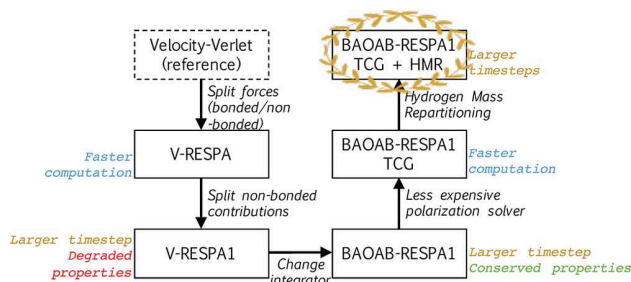 Velocity-Verlet
(reference)
Split forces
(bonded/non
-bonded)
Faster
computation
V-RESPA
Split non-bonded
contributions
Larger timestep
Degraded
properties
V-RESPA1
Change
integrator
BAOAB-RESPA1
Larger timestep
Conserved properties
Less expensive
polarization solver
BAOAB-RESPA1
TCG
Faster
computation
Hydrogen Mass
Repartitioning
BAOAB-RESPA1
TCG + HMR
Larger
timesteps